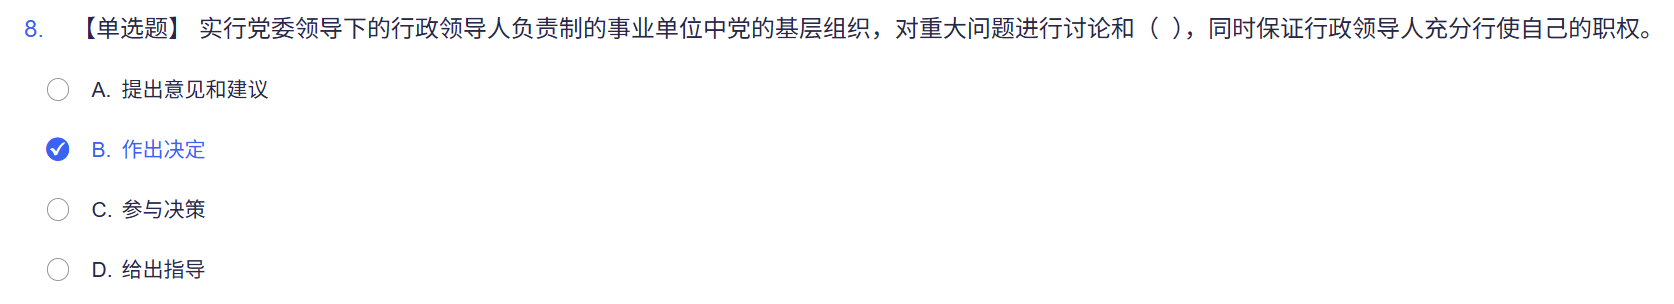 8. 【单选题】 实行党委领导下的行政领导人负责制的事业单位中党的基层组织，对重大问题进行讨论和（ ），同时保证行政领导人充分行使自己的职权。
A. 提出意见和建议
B. 作出决定
C. 参与决策
D. 给出指导